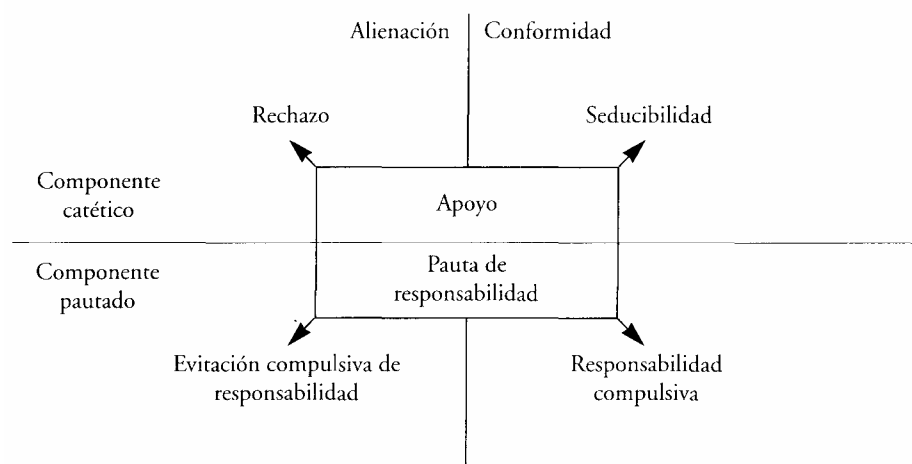 Alienación
Conformidad
Rechazo
Seducibilidad
Componente
catético
Apoyo
Componente
pautado
Pauta de
responsabilidad
Evitación compulsiva de
responsabilidad
Responsabilidad
compulsiva